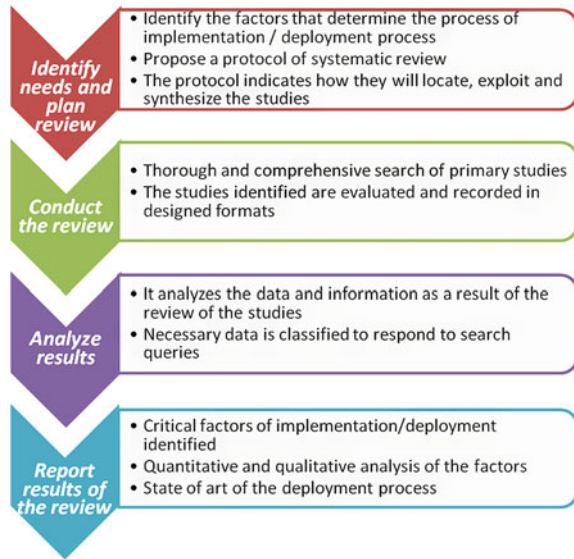 Identify
needs and
plan
review
• Identify the factors that determine the process of
implementation / deployment process
• Propose a protocol of systematic review
• The protocol indicates how they will locate, exploit and
synthesize the studies
Conduct
the review
• Thorough and comprehensive search of primary studies
• The studies identified are evaluated and recorded in
designed formats
Analyze
results
• It analyzes the data and information as a result of the
review of the studies
• Necessary data is classified to respond to search
queries
Report
results of
the review
• Critical factors of implementation/deployment
identified
• Quantitative and qualitative analysis of the factors
• State of art of the deployment process